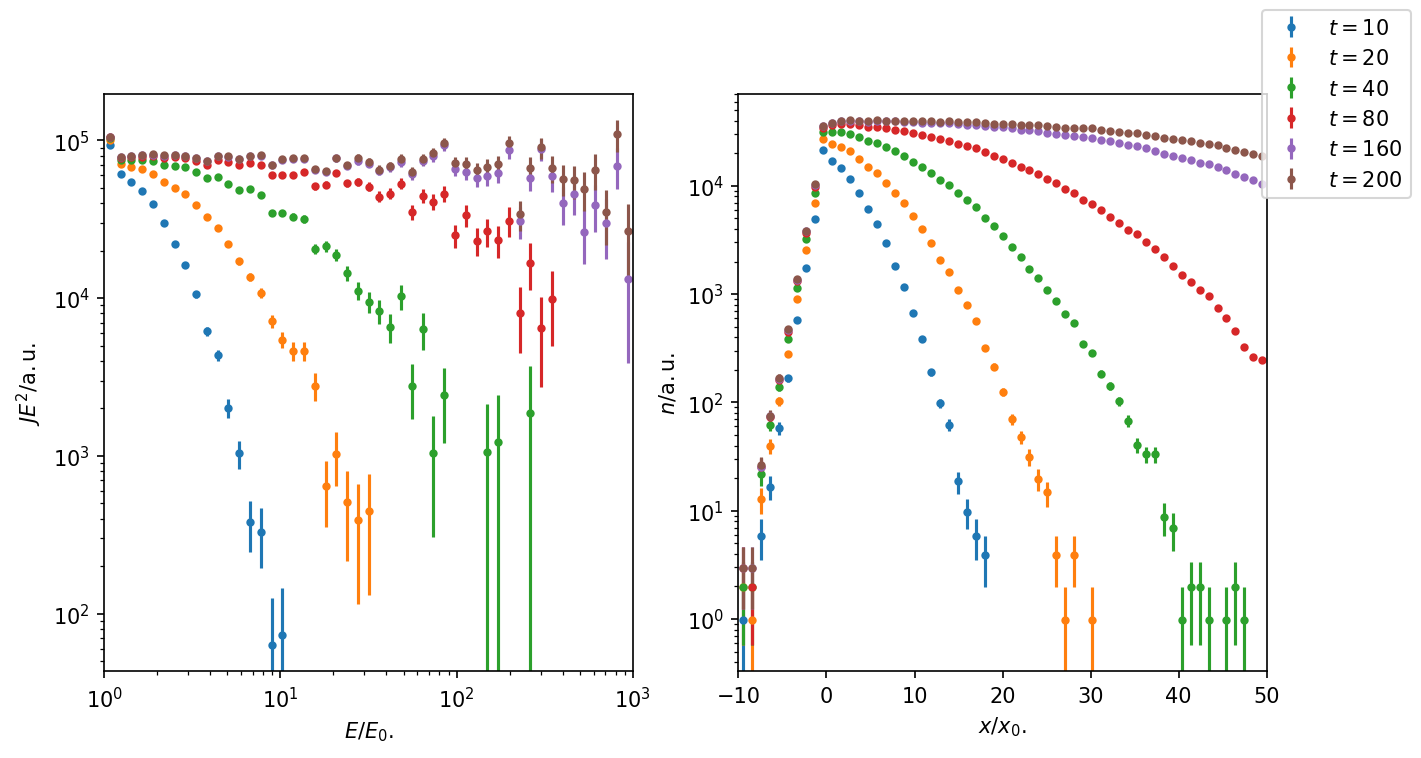 t = 10
t = 20
t = 40
t = 80
t = 160
t = 200
10^5
10^4
10^3
10^2
JE^2/a.u.
10^0
10^1
10^2
10^3
E/E_0.
10^4
10^3
10^2
10^1
10^0
n/a.u.
−10
0
10
20
30
40
50
x/x_0.